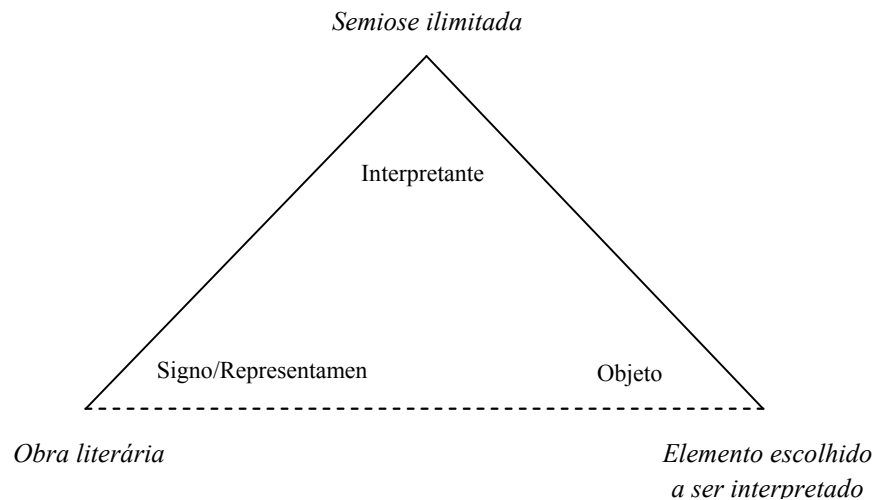 Semiose ilimitada
Interpretante
Signo/Representamen
Objeto
Obra literária
Elemento escolhido
a ser interpretado